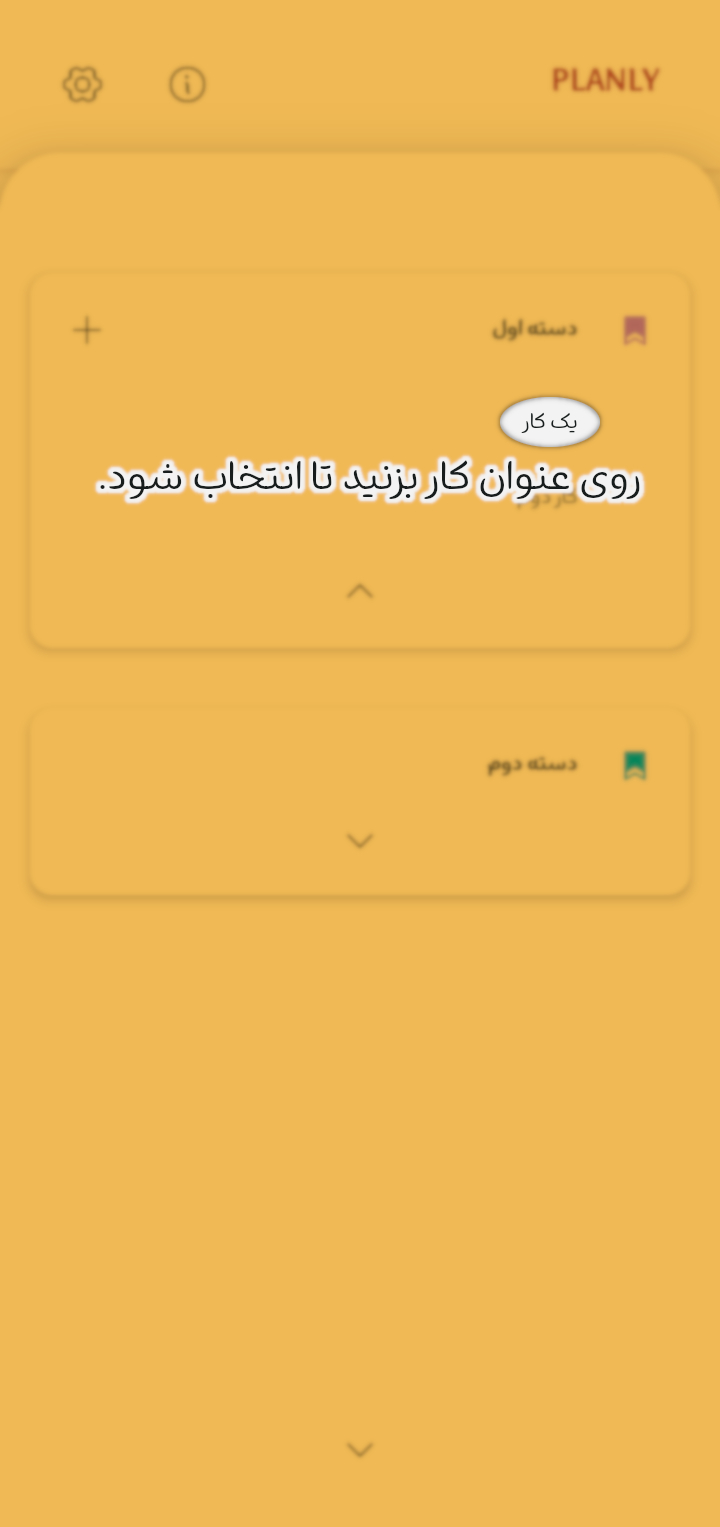 PLANLY
دسته اول
یک کار
روی عنوان کار بزنید تا انتخاب شود.
کار دوم
دسته دوم